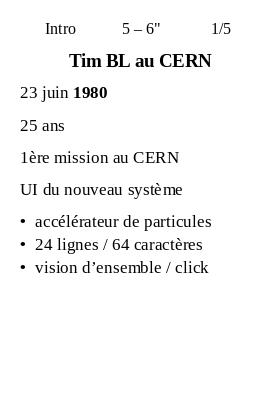 Intro 5 – 6" 1/5
Tim BL au CERN
23 juin 1980
25 ans
1ère mission au CERN
UI du nouveau système
• accélérateur de particules
• 24 lignes / 64 caractères
• vision d’ensemble / click